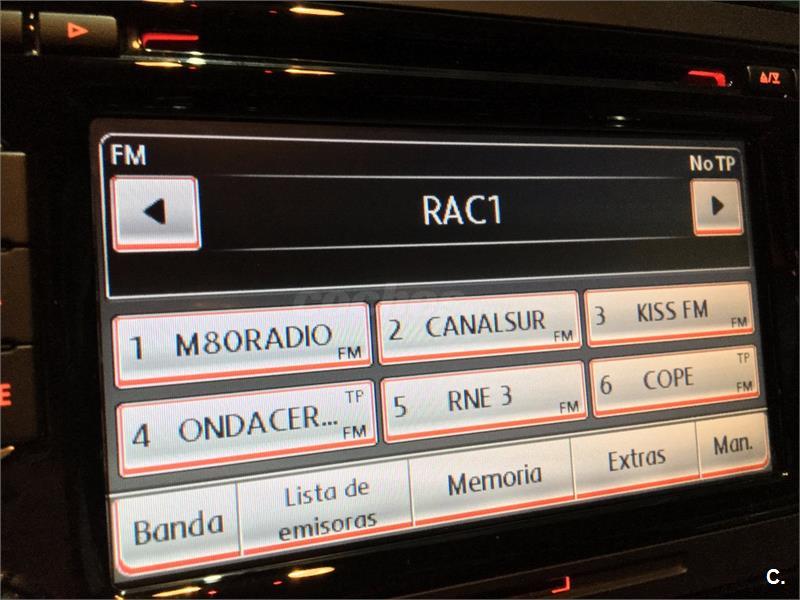 A/V
FM
No TP
RAC1
1 M80RADIO FM
2 CANALSUR FM
3 KISS FM FM
4 ONDACER... TP FM
5 RNE 3 FM
6 COPE TP FM
Banda
Lista de
emisoras
Memoria
Extras
Man.
E
C.